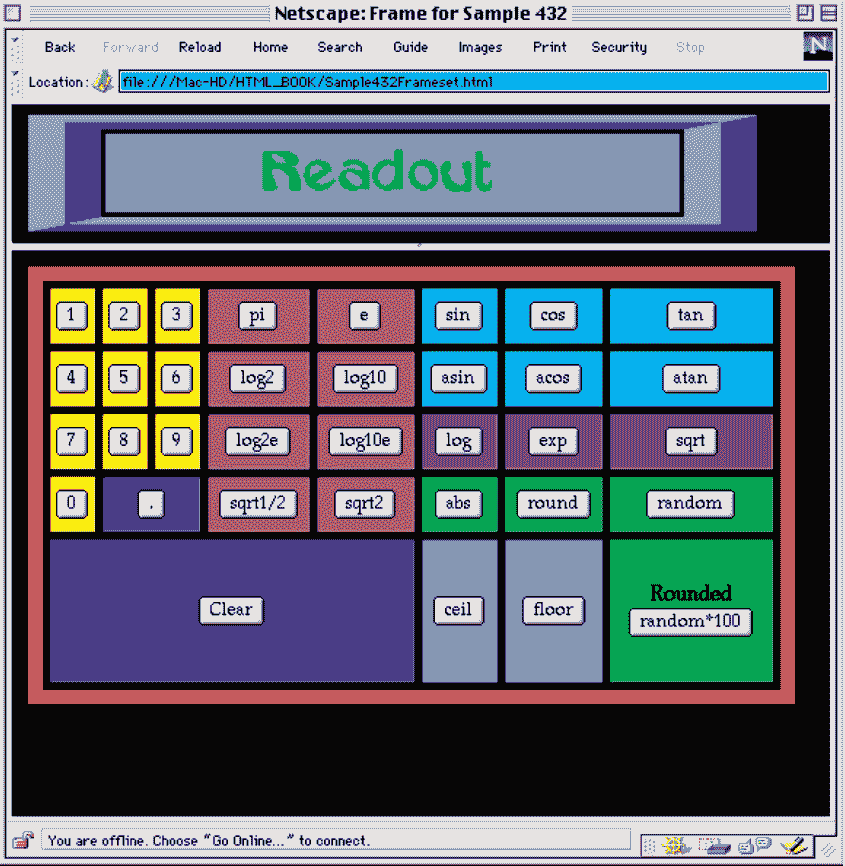 Netscape: Frame for Sample 432
Back Forward Reload Home Search Guide Images Print Security Stop
N
Location: file:///Mac-HD/HTML_BOOK/Sample432Frameset.html
Readout
1 2 3 pi e sin cos tan
4 5 6 log2 log10 asin acos atan
7 8 9 log2e log10e log exp sqrt
0 . sqrt1/2 sqrt2 abs round random
Clear ceil floor Rounded
random*100
You are offline. Choose "Go Online..." to connect.